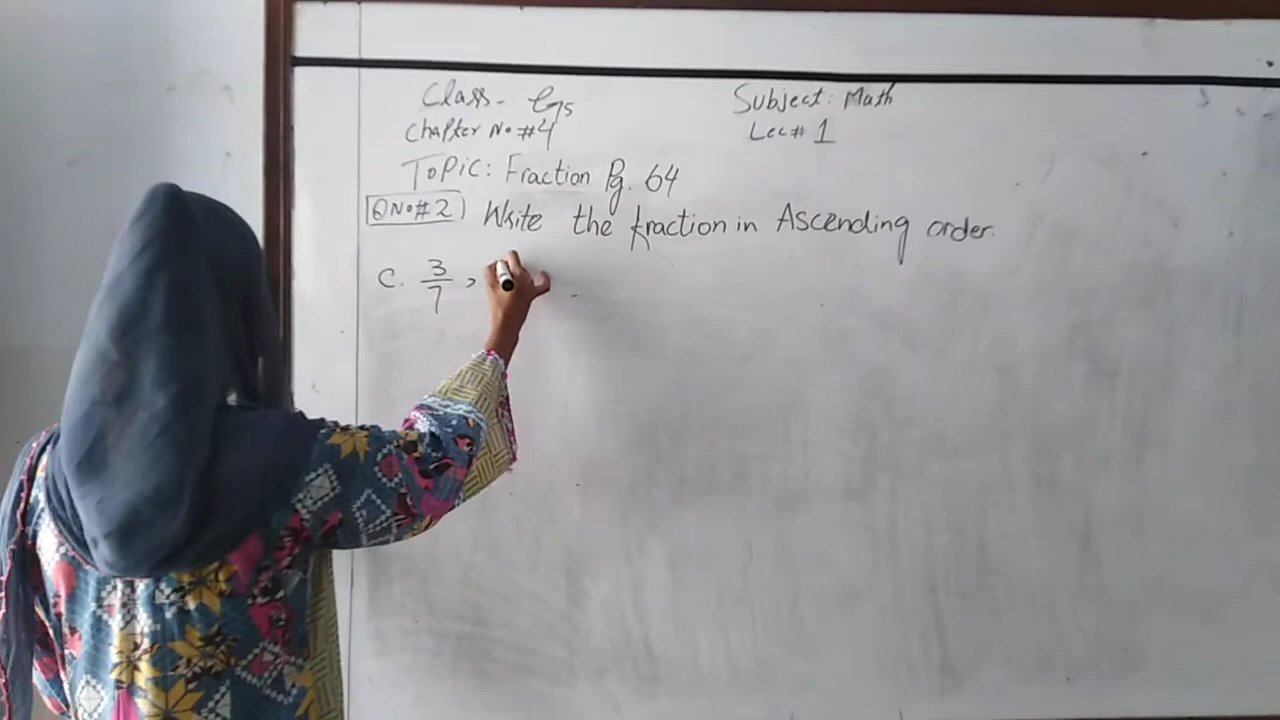 Class - G5
Subject: Math
Chapter No #4
Lec# 1
Topic: Fraction Pg. 64
QNo#2) Write the fraction in Ascending order.
C. 3/7 ,